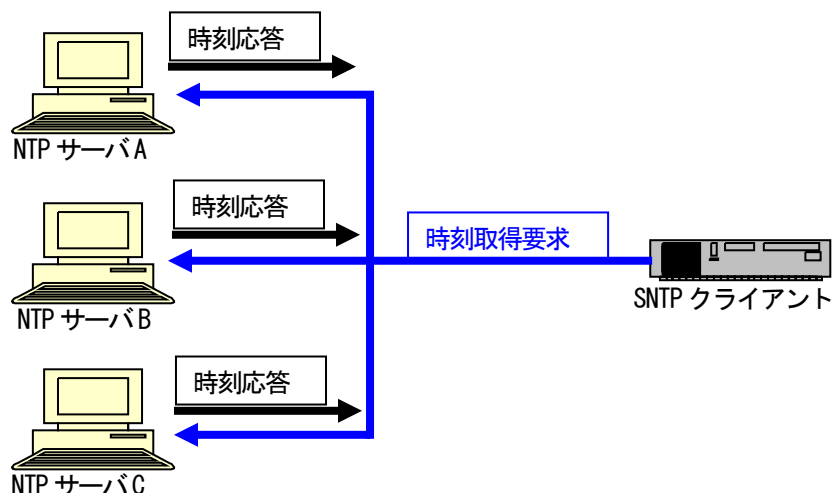 時刻応答
NTP サーバA
時刻応答
時刻取得要求
NTP サーバB
SNTP クライアント
時刻応答
NTP サーバC